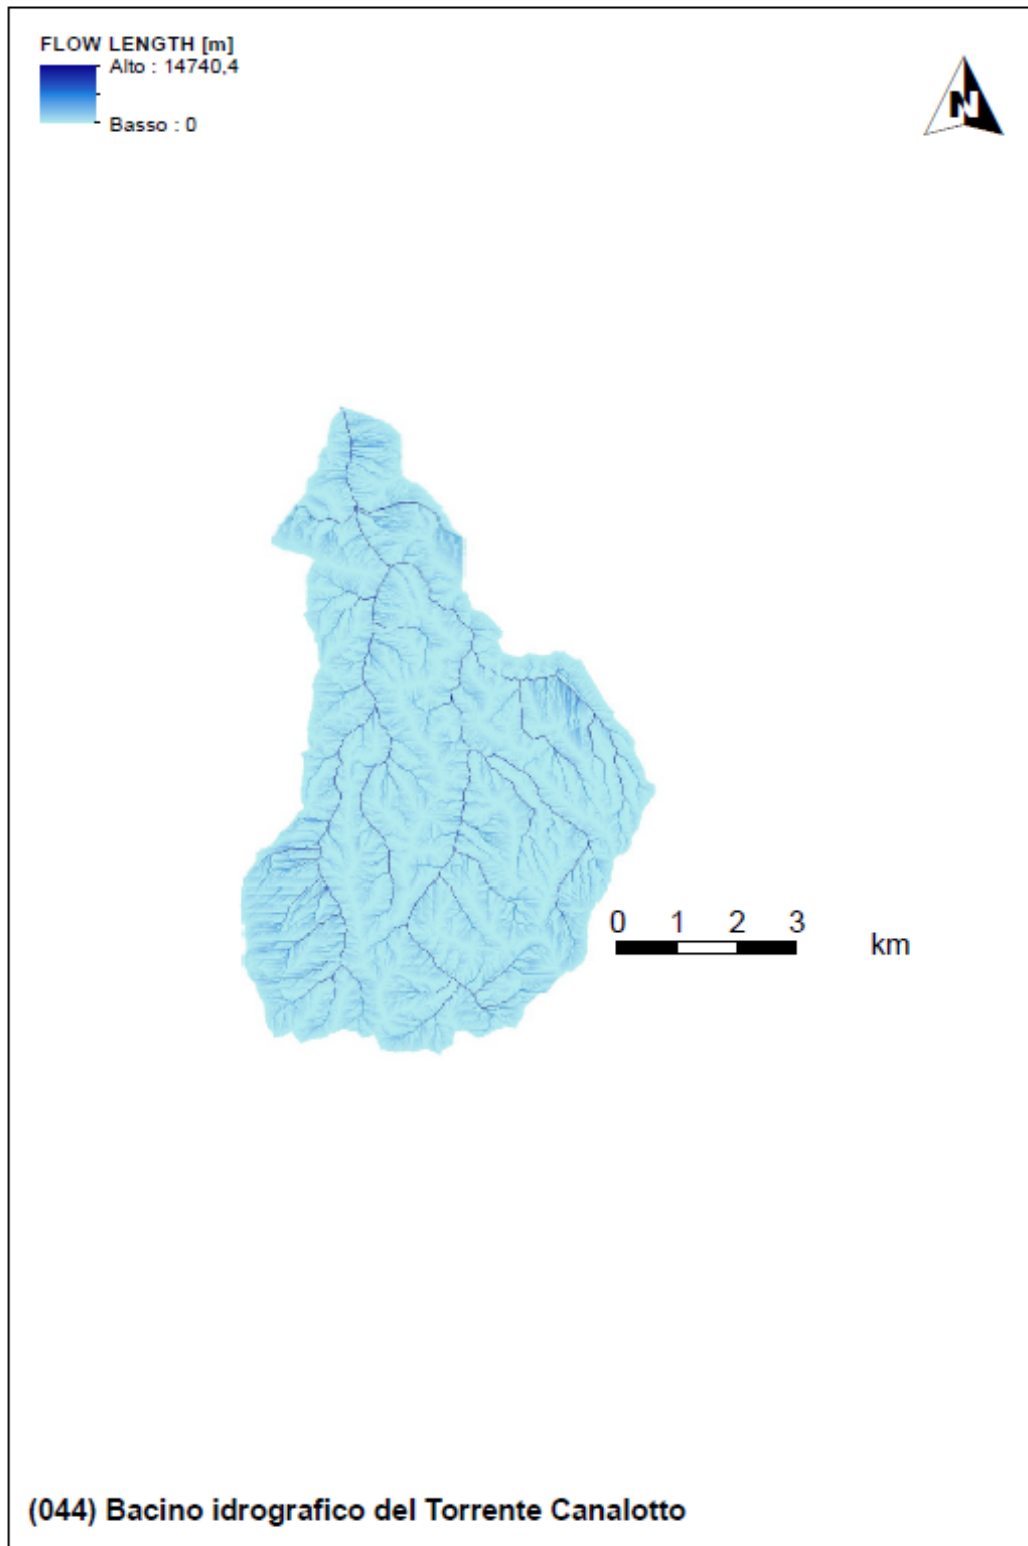 FLOW LENGTH [m]
Alto : 14740,4
Basso : 0
N
0 1 2 3
km
(044) Bacino idrografico del Torrente Canalotto